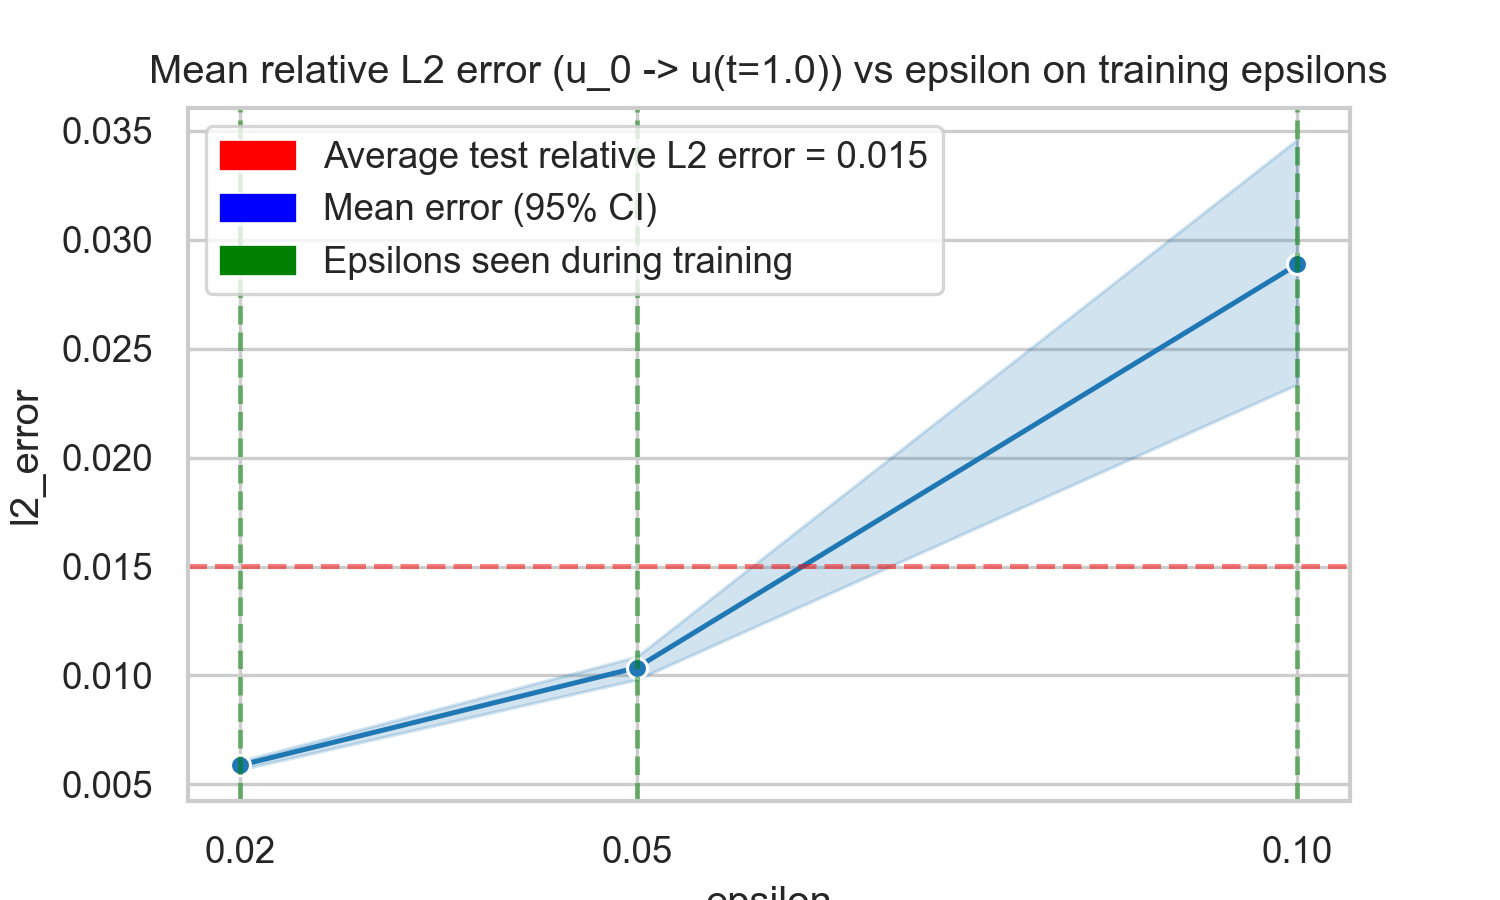 Mean relative L2 error (u_0 -> u(t=1.0)) vs epsilon on training epsilons
0.035
0.030
0.025
0.020
0.015
0.010
0.005
l2_error
Average test relative L2 error = 0.015
Mean error (95% CI)
Epsilons seen during training
0.02
0.05
0.10
epsilon